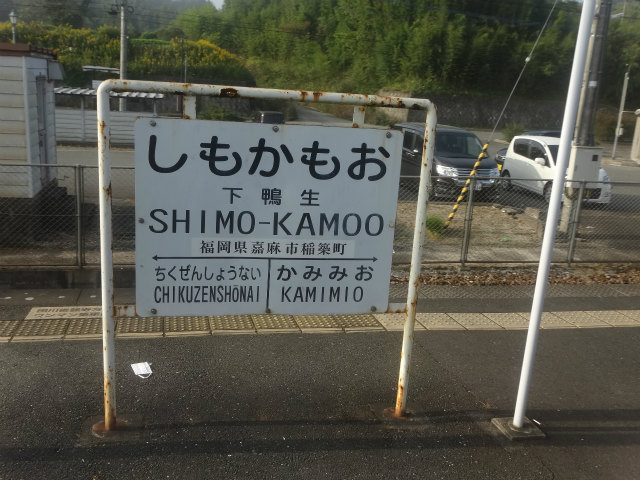 しもかもお
下鴨生
SHIMO-KAMOO
福岡県嘉麻市稲築町
ちくぜんしょうない
かみみお
CHIKUZENSHŌNAI
KAMIMIO